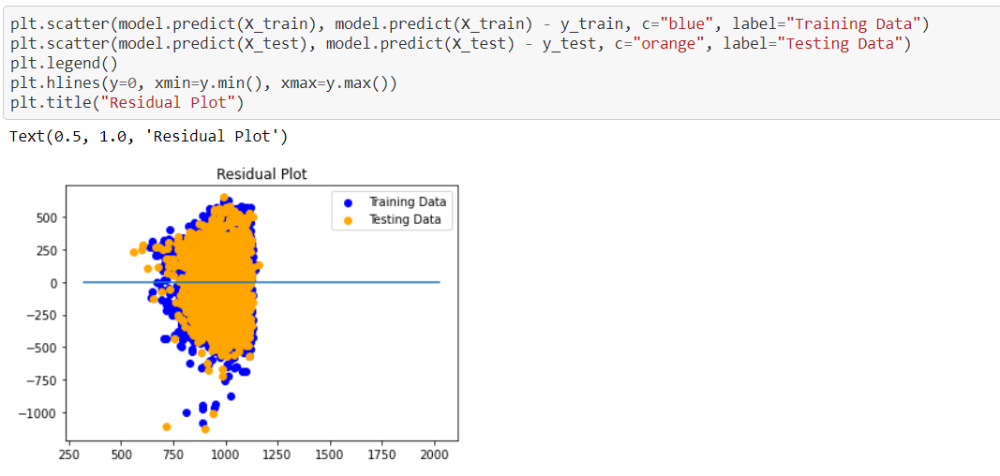 plt.scatter(model.predict(X_train), model.predict(X_train) - y_train, c="blue", label="Training Data")
plt.scatter(model.predict(X_test), model.predict(X_test) - y_test, c="orange", label="Testing Data")
plt.legend()
plt.hlines(y=0, xmin=y.min(), xmax=y.max())
plt.title("Residual Plot")
Text(0.5, 1.0, 'Residual Plot')
Residual Plot
Training Data
Testing Data
500
250
0
−250
−500
−750
−1000
250 500 750 1000 1250 1500 1750 2000